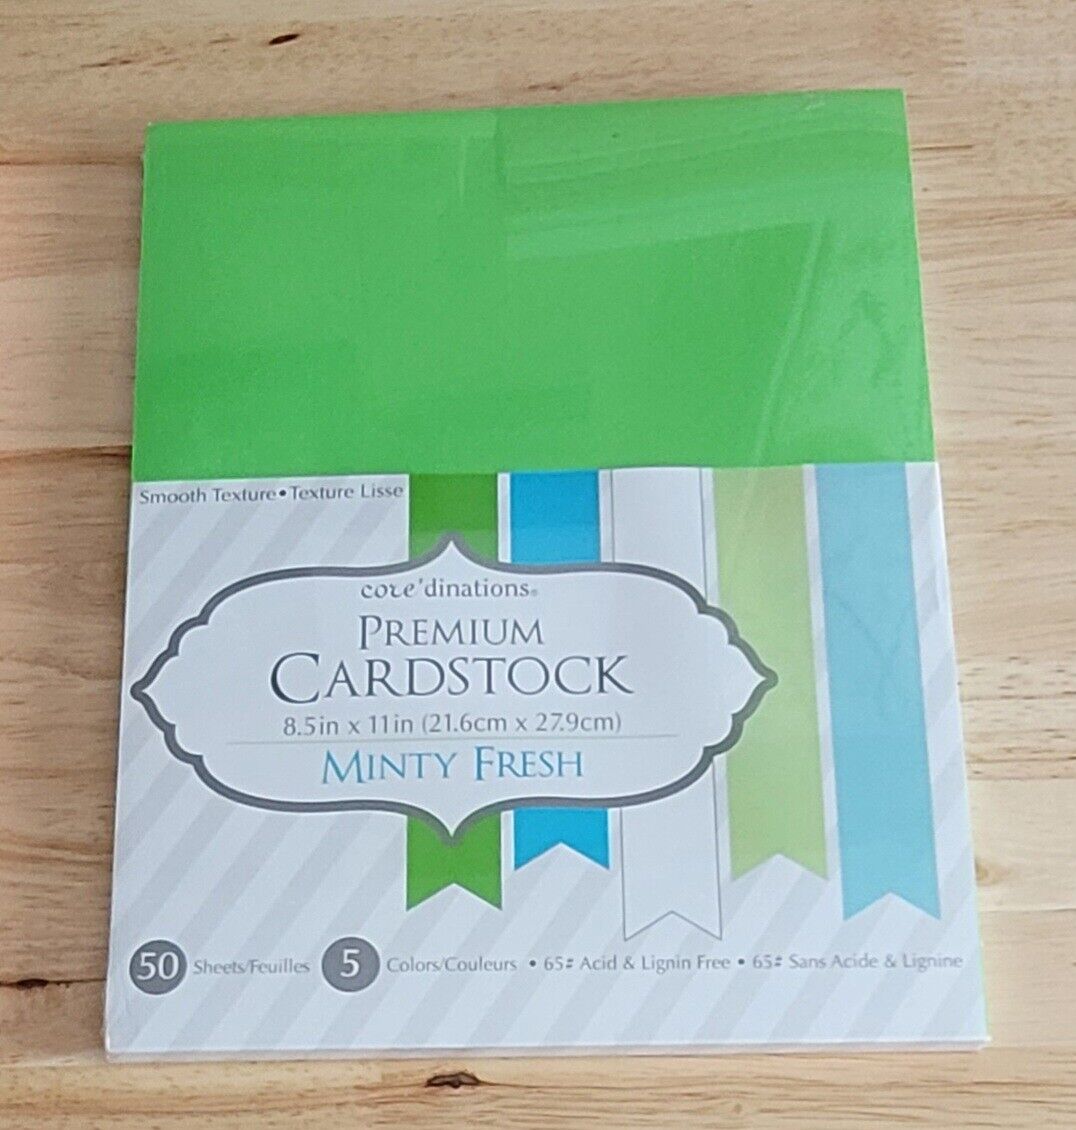 Smooth Texture • Texture Lisse
core'dinations®
PREMIUM
CARDSTOCK
8.5in x 11in (21.6cm x 27.9cm)
MINTY FRESH
50 Sheets/Feuilles 5 Colors/Couleurs • 65# Acid & Lignin Free • 65# Sans Acide & Lignine